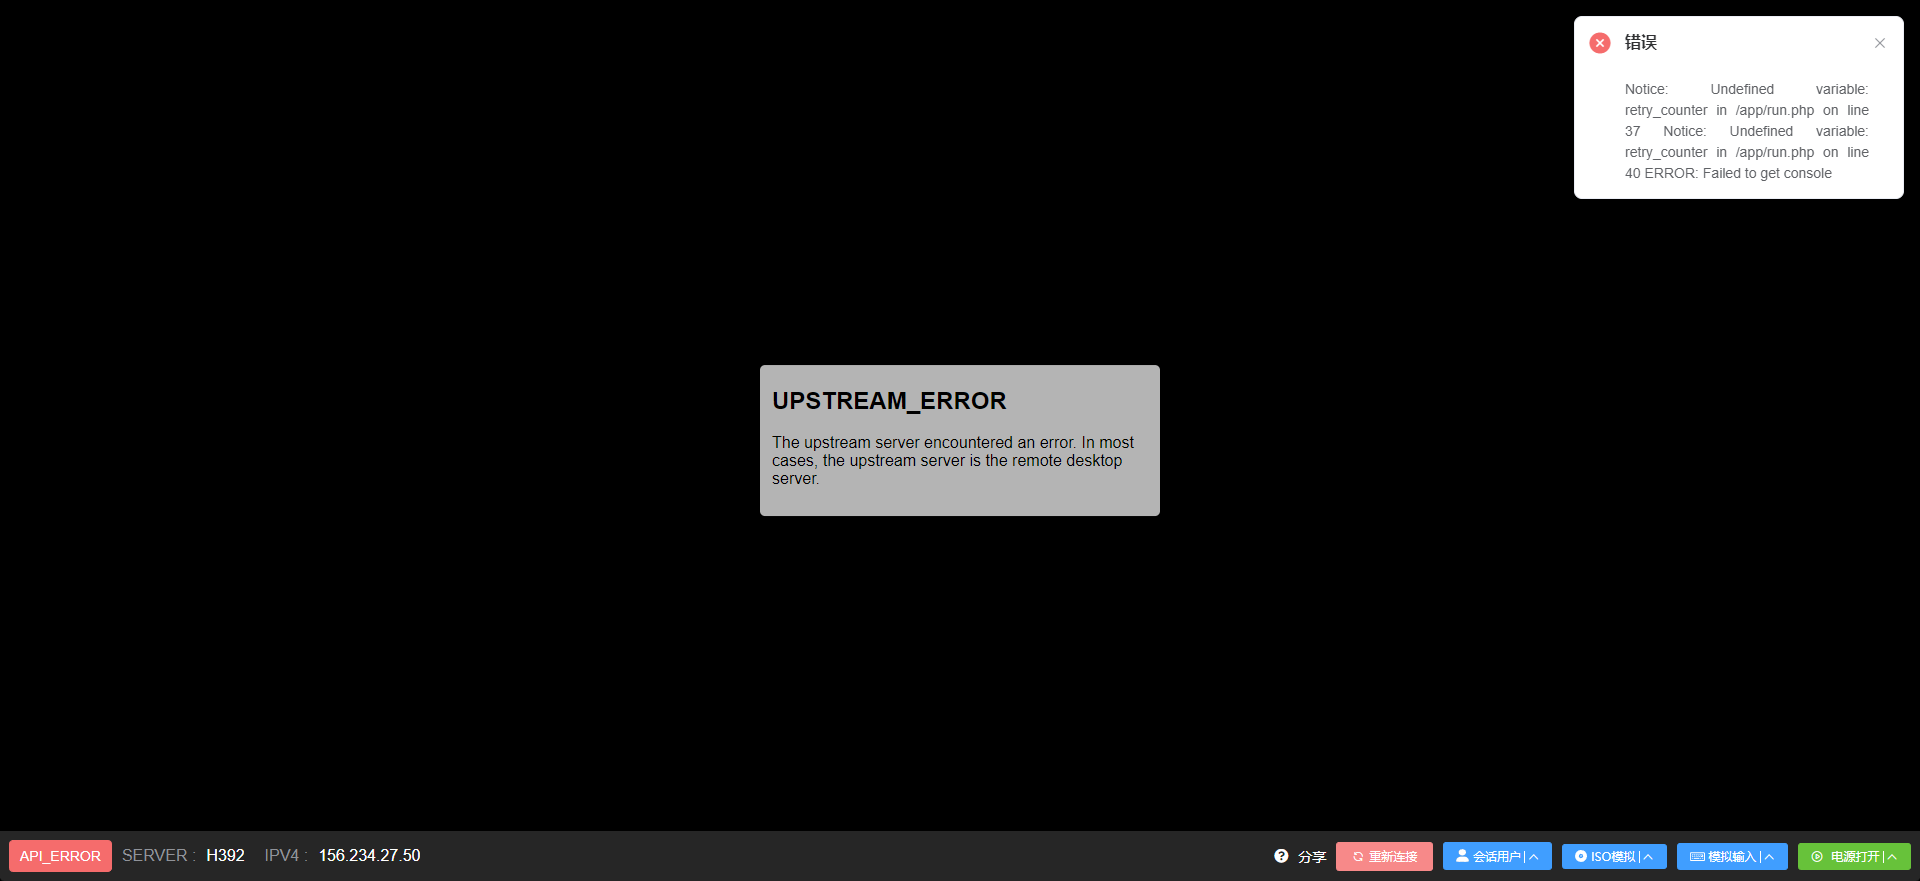 错误
Notice: Undefined variable:
retry_counter in /app/run.php on line
37 Notice: Undefined variable:
retry_counter in /app/run.php on line
40 ERROR: Failed to get console
UPSTREAM_ERROR
The upstream server encountered an error. In most
cases, the upstream server is the remote desktop
server.
API_ERROR SERVER : H392 IPV4 : 156.234.27.50 分享 重新连接 会话用户 ISO模拟 模拟输入 电源打开